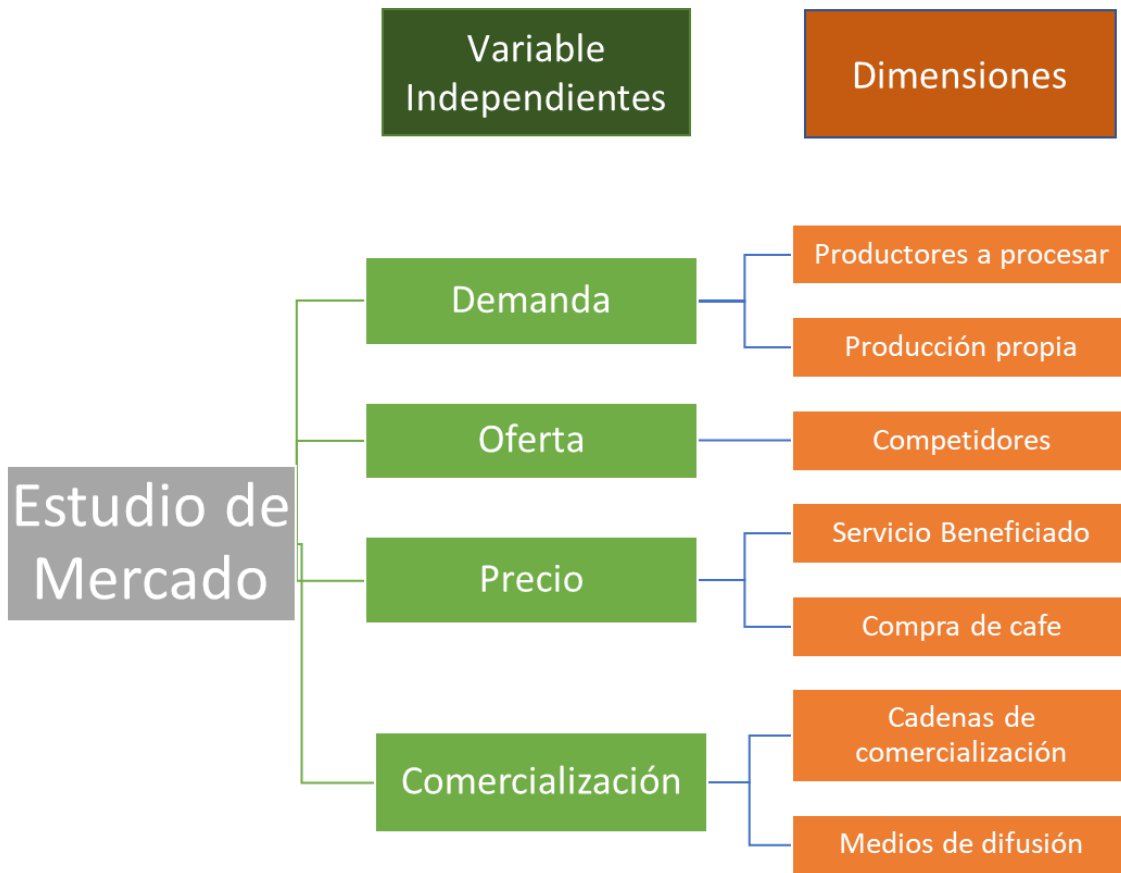 Variable
Independientes
Dimensiones
Estudio de
Mercado
Demanda
Productores a procesar
Producción propia
Oferta
Competidores
Precio
Servicio Beneficiado
Compra de cafe
Comercialización
Cadenas de
comercialización
Medios de difusión